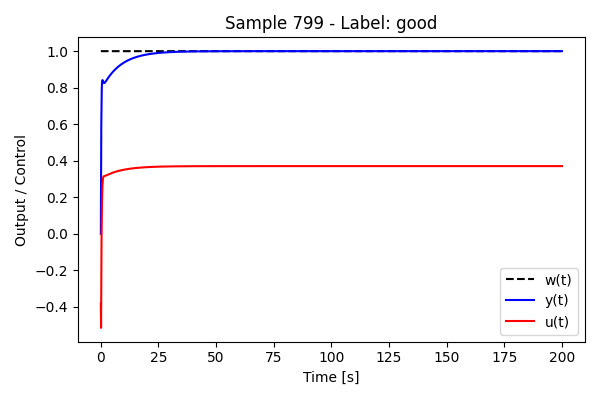 Sample 799 - Label: good
Output / Control
1.0
0.8
0.6
0.4
0.2
0.0
−0.2
−0.4
w(t)
y(t)
u(t)
0 25 50 75 100 125 150 175 200
Time [s]